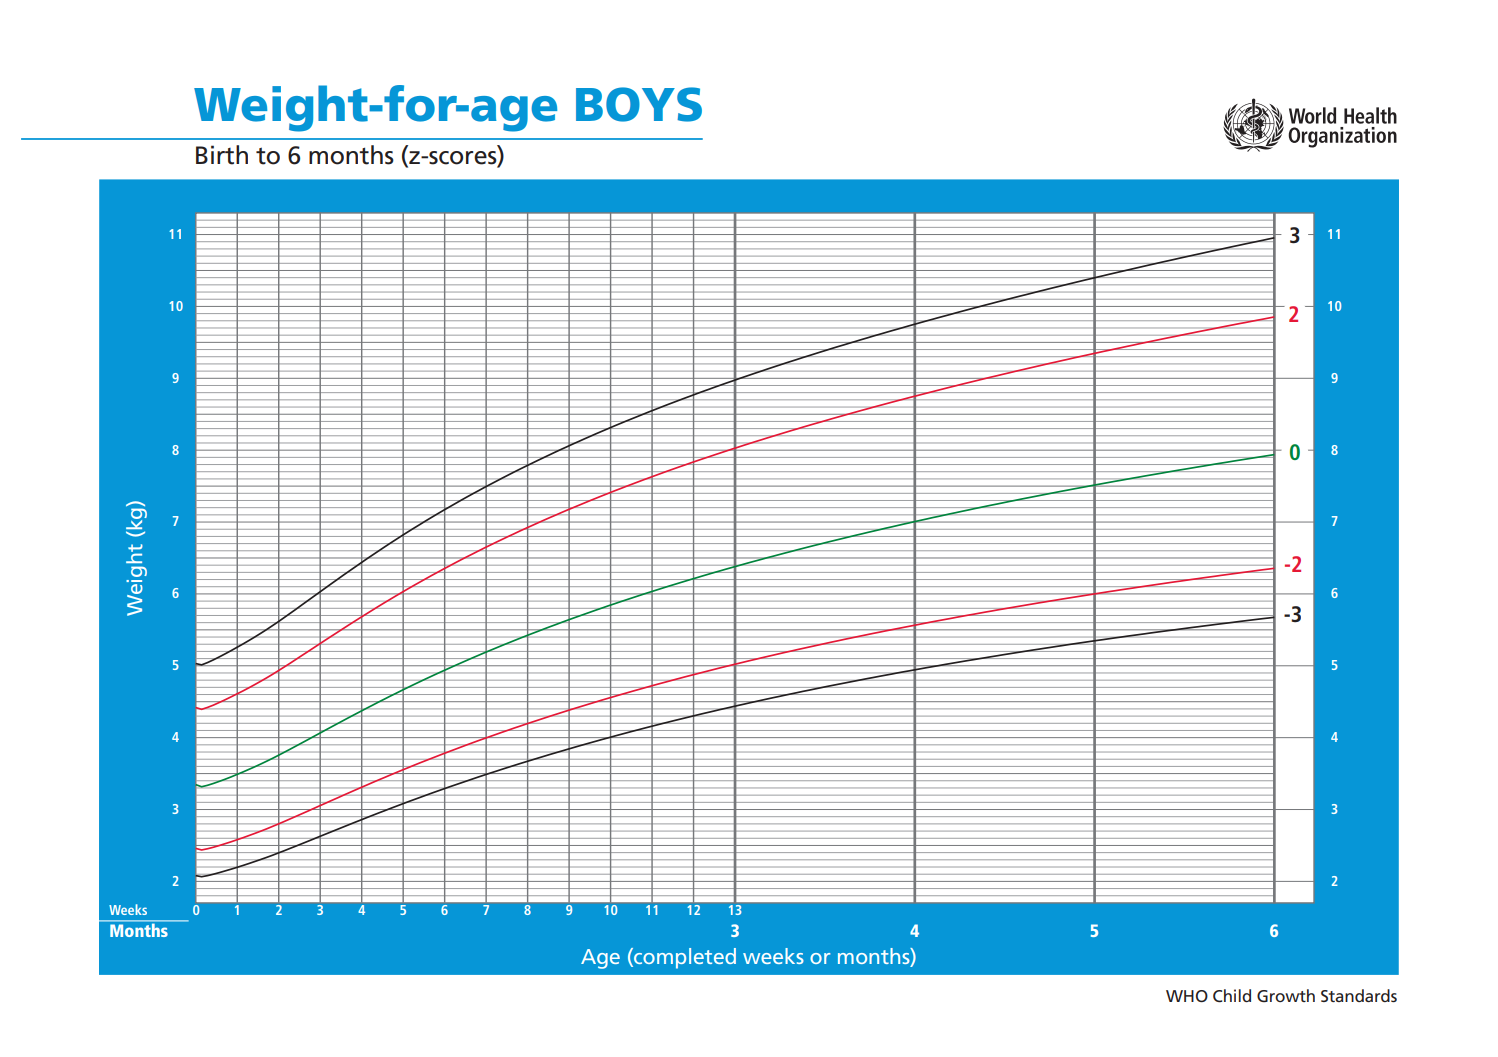 Weight-for-age BOYS
Birth to 6 months (z-scores)
World Health
Organization
11
10
9
8
7
6
5
4
3
2
Weight (kg)
3
2
0
-2
-3
11
10
9
8
7
6
5
4
3
2
Weeks 0 1 2 3 4 5 6 7 8 9 10 11 12 13
Months 3 4 5 6
Age (completed weeks or months)
WHO Child Growth Standards